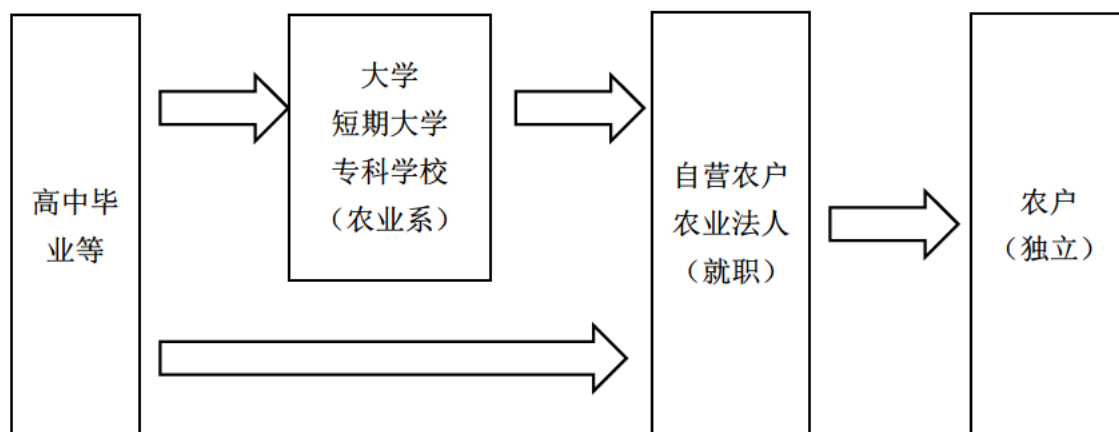 高中毕
业等
大学
短期大学
专科学校
（农业系）
自营农户
农业法人
（就职）
农户
（独立）